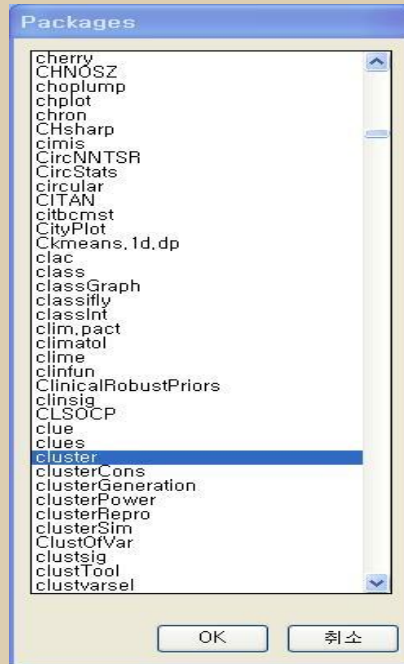 Packages
cherry
CHNOSZ
choplump
chplot
chron
CHsharp
cimis
CircNNTSR
CircStats
circular
CITAN
citbcmst
CityPlot
Ckmeans.1d.dp
clac
class
classGraph
classifly
classInt
clim.pact
climatol
clime
clinfun
ClinicalRobustPriors
clinsig
CLSOCP
clue
clues
cluster
clusterCons
clusterGeneration
clusterPower
clusterRepro
clusterSim
ClustOfVar
clustsig
clustTool
clustvarsel
OK
취소